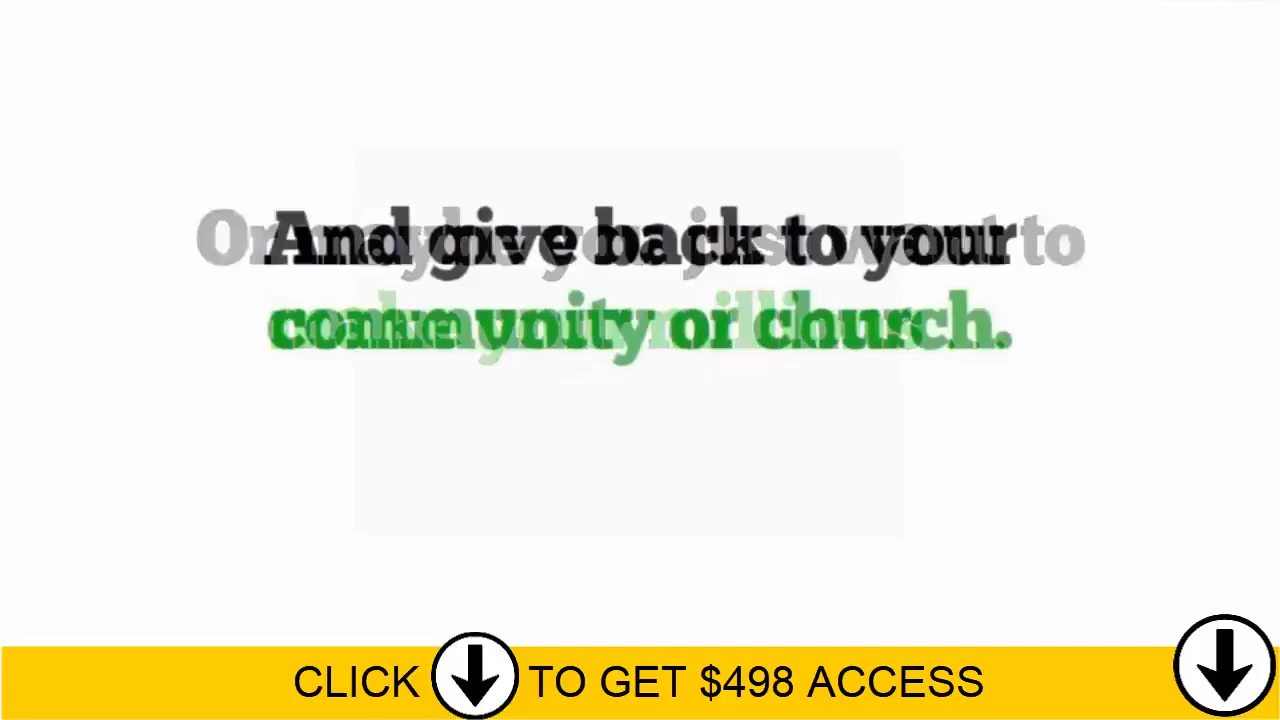 And give back to your
community or church.
CLICK TO GET $498 ACCESS